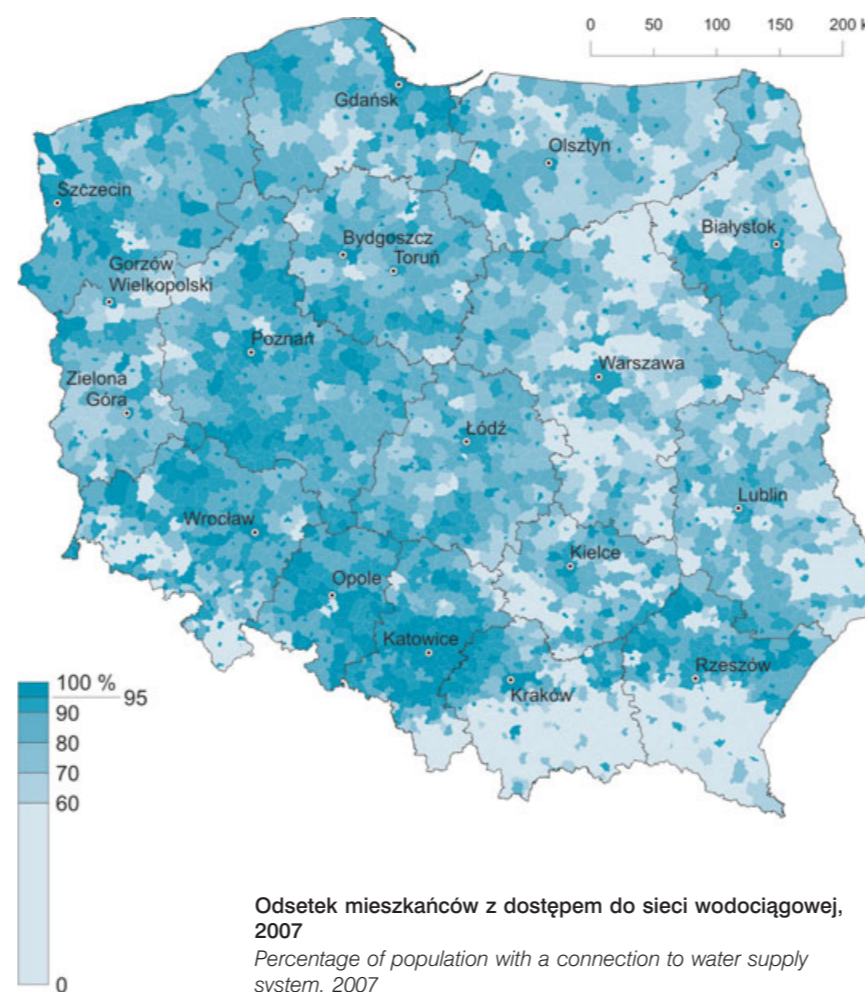 0 50 100 150 200 k
Gdańsk
Olsztyn
Szczecin
Białystok
Bydgoszcz
Toruń
Gorzów
Wielkopolski
Poznań
Warszawa
Zielona
Góra
Łódź
Lublin
Wrocław
Kielce
Opole
Katowice
Rzeszów
Kraków
100 %
95
90
80
70
60
0
Odsetek mieszkańców z dostępem do sieci wodociągowej,
2007
Percentage of population with a connection to water supply
system, 2007